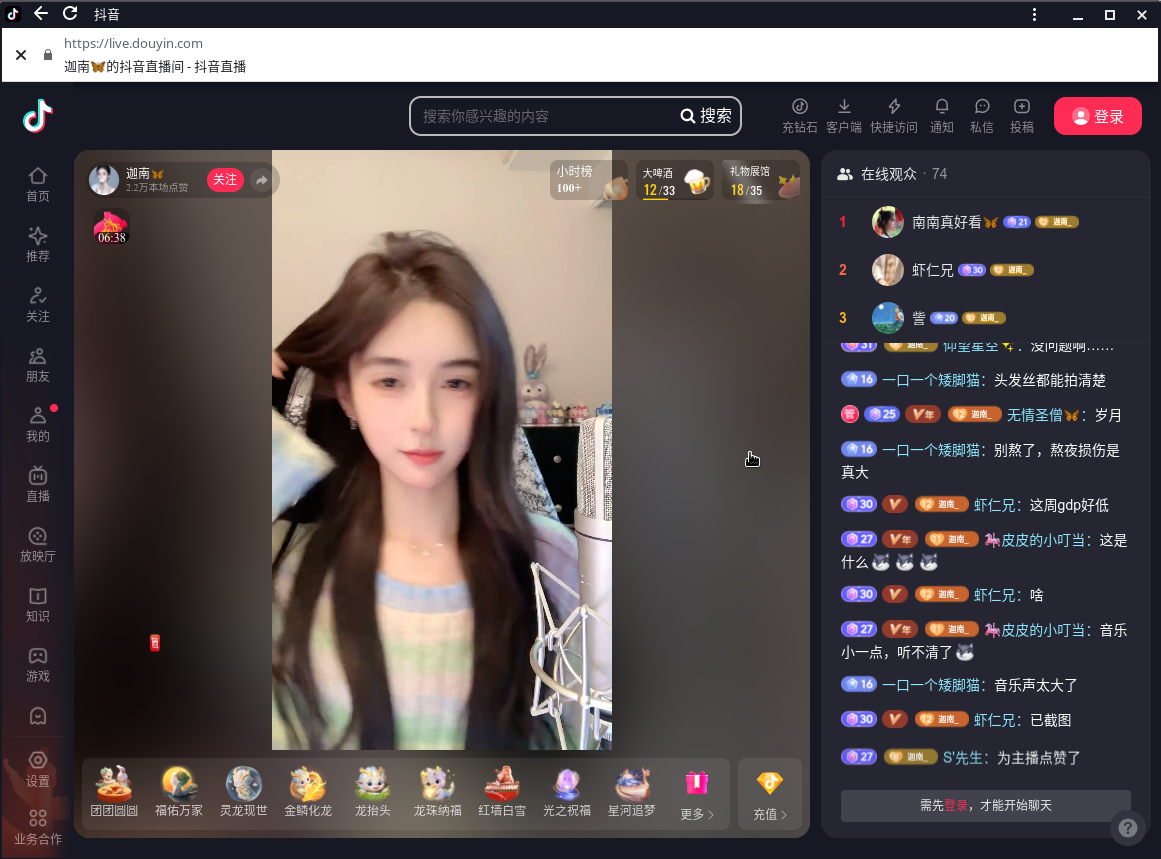 抖音
https://live.douyin.com
迦南🦋的抖音直播间 - 抖音直播
搜索你感兴趣的内容
搜索
充钻石
客户端
快捷访问
通知
私信
投稿
登录
首页
推荐
关注
朋友
我的
直播
放映厅
知识
游戏
设置
业务合作
迦南🦋
2.2万本场点赞
关注
06:38
小时榜
100+
大啤酒
12/33
礼物展馆
18/35
在线观众 · 74
1 南南真好看🦋 21 迦南_
2 虾仁兄 30 迦南_
3 訾 20 迦南_
31 迦南_ 仰望星空✨：没问题啊……
16 一口一个矮脚猫：头发丝都能拍清楚
管 25 V年 12 迦南_ 无情圣僧🦋：岁月
16 一口一个矮脚猫：别熬了，熬夜损伤是
真大
30 V 12 迦南_ 虾仁兄：这周gdp好低
27 V年 11 迦南_ 🎠皮皮的小叮当：这是
什么
30 V 12 迦南_ 虾仁兄：啥
27 V年 11 迦南_ 🎠皮皮的小叮当：音乐
小一点，听不清了
16 一口一个矮脚猫：音乐声太大了
30 V 12 迦南_ 虾仁兄：已截图
27 迦南_ S'先生：为主播点赞了
需先登录，才能开始聊天
团团圆圆
福佑万家
灵龙现世
金鳞化龙
龙抬头
龙珠纳福
红墙白雪
光之祝福
星河追梦
更多
充值